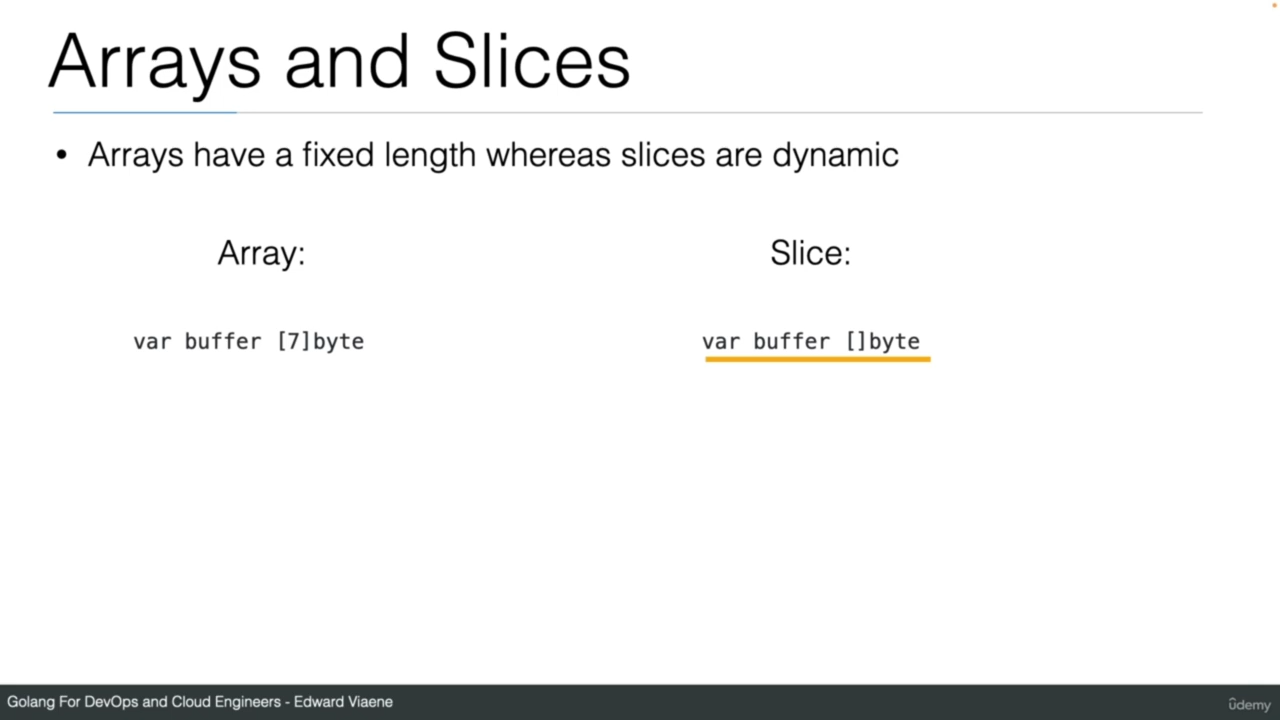 Arrays and Slices
• Arrays have a fixed length whereas slices are dynamic
Array:
Slice:
var buffer [7]byte
var buffer []byte
Golang For DevOps and Cloud Engineers - Edward Viaene
ûdemy